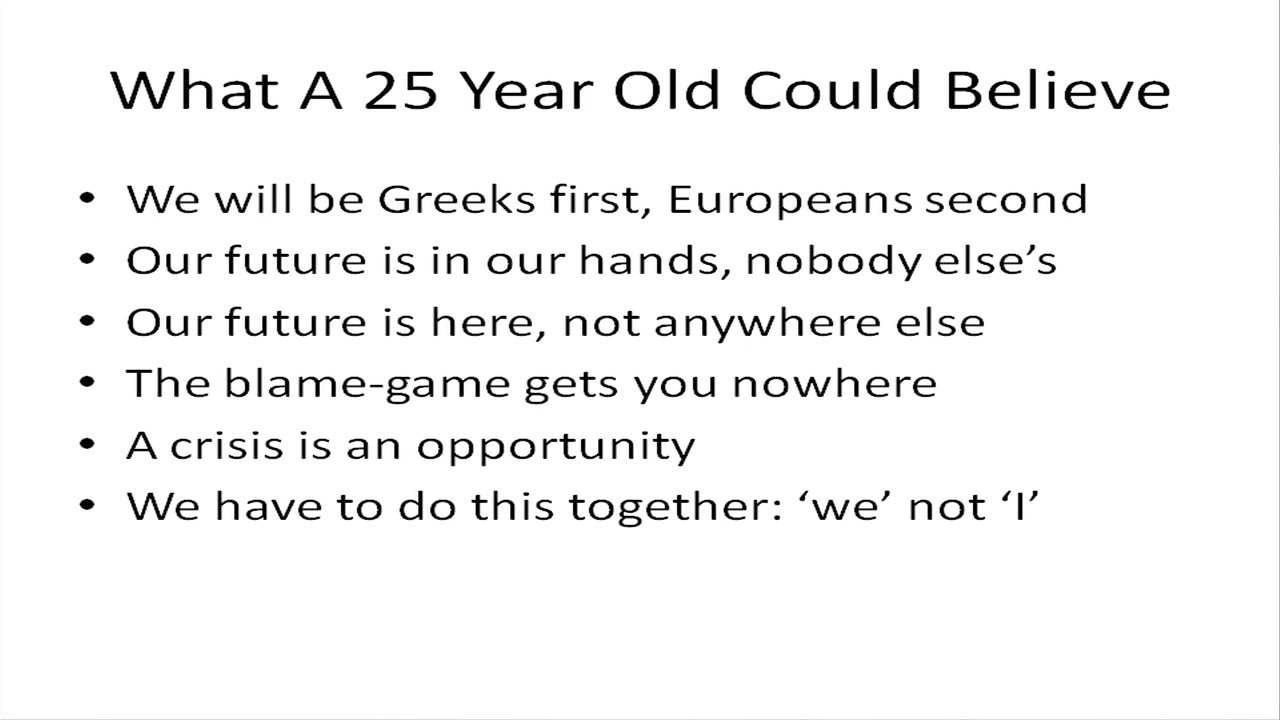 What A 25 Year Old Could Believe
• We will be Greeks first, Europeans second
• Our future is in our hands, nobody else’s
• Our future is here, not anywhere else
• The blame-game gets you nowhere
• A crisis is an opportunity
• We have to do this together: ‘we’ not ‘I’